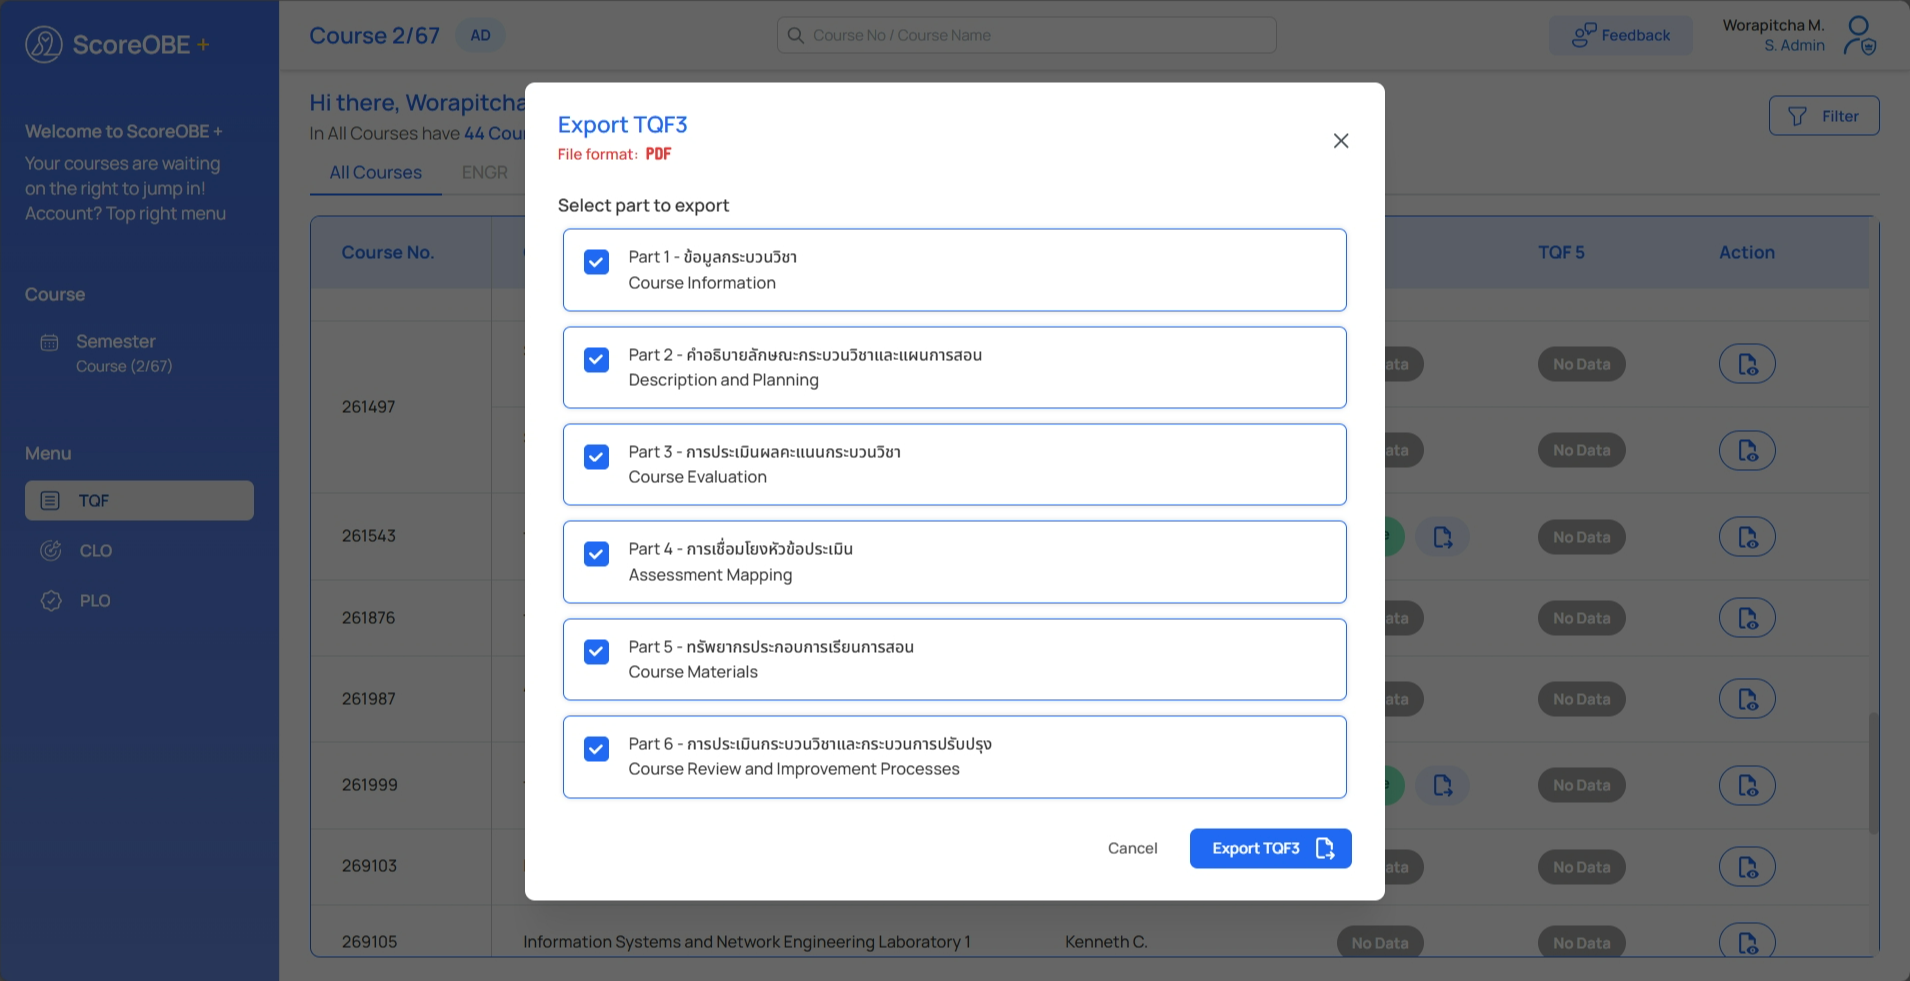 ScoreOBE +
Welcome to ScoreOBE +
Your courses are waiting
on the right to jump in!
Account? Top right menu
Course
Semester
Course (2/67)
Menu
TQF
CLO
PLO
Course 2/67
AD
Course No / Course Name
Feedback
Worapitcha M.
S. Admin
Hi there, Worapitcha
In All Courses have 44
Filter
All Courses
ENGR
Course No.
TQF 5
Action
261497
No Data
No Data
261543
No Data
261876
No Data
261987
No Data
261999
No Data
269103
No Data
269105
Information Systems and Network Engineering Laboratory 1
Kenneth C.
No Data
No Data
Export TQF3
File format: PDF
Select part to export
Part 1 - ข้อมูลกระบวนวิชา
Course Information
Part 2 - คำอธิบายลักษณะกระบวนวิชาและแผนการสอน
Description and Planning
Part 3 - การประเมินผลคะแนนกระบวนวิชา
Course Evaluation
Part 4 - การเชื่อมโยงหัวข้อประเมิน
Assessment Mapping
Part 5 - ทรัพยากรประกอบการเรียนการสอน
Course Materials
Part 6 - การประเมินกระบวนวิชาและกระบวนการปรับปรุง
Course Review and Improvement Processes
Cancel
Export TQF3